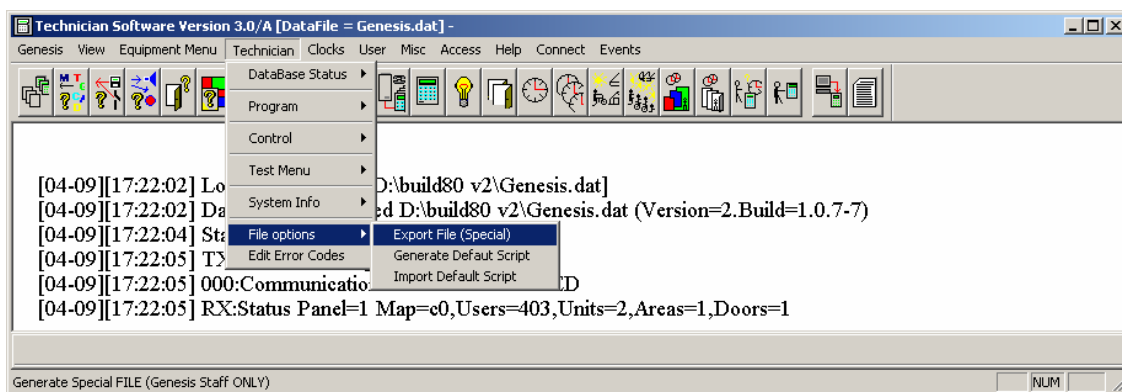 Technician Software Version 3.0/A [DataFile = Genesis.dat] -
Genesis View Equipment Menu Technician Clocks User Misc Access Help Connect Events
DataBase Status
Program
Control
Test Menu
System Info
File options
Edit Error Codes
Export File (Special)
Generate Defaut Script
Import Default Script
[04-09][17:22:02] Lo D:\build80 v2\Genesis.dat]
[04-09][17:22:02] Da ed D:\build80 v2\Genesis.dat (Version=2.Build=1.0.7-7)
[04-09][17:22:04] Sta
[04-09][17:22:05] TX
[04-09][17:22:05] 000:Communication ED
[04-09][17:22:05] RX:Status Panel=1 Map=c0,Users=403,Units=2,Areas=1,Doors=1
Generate Special FILE (Genesis Staff ONLY) NUM